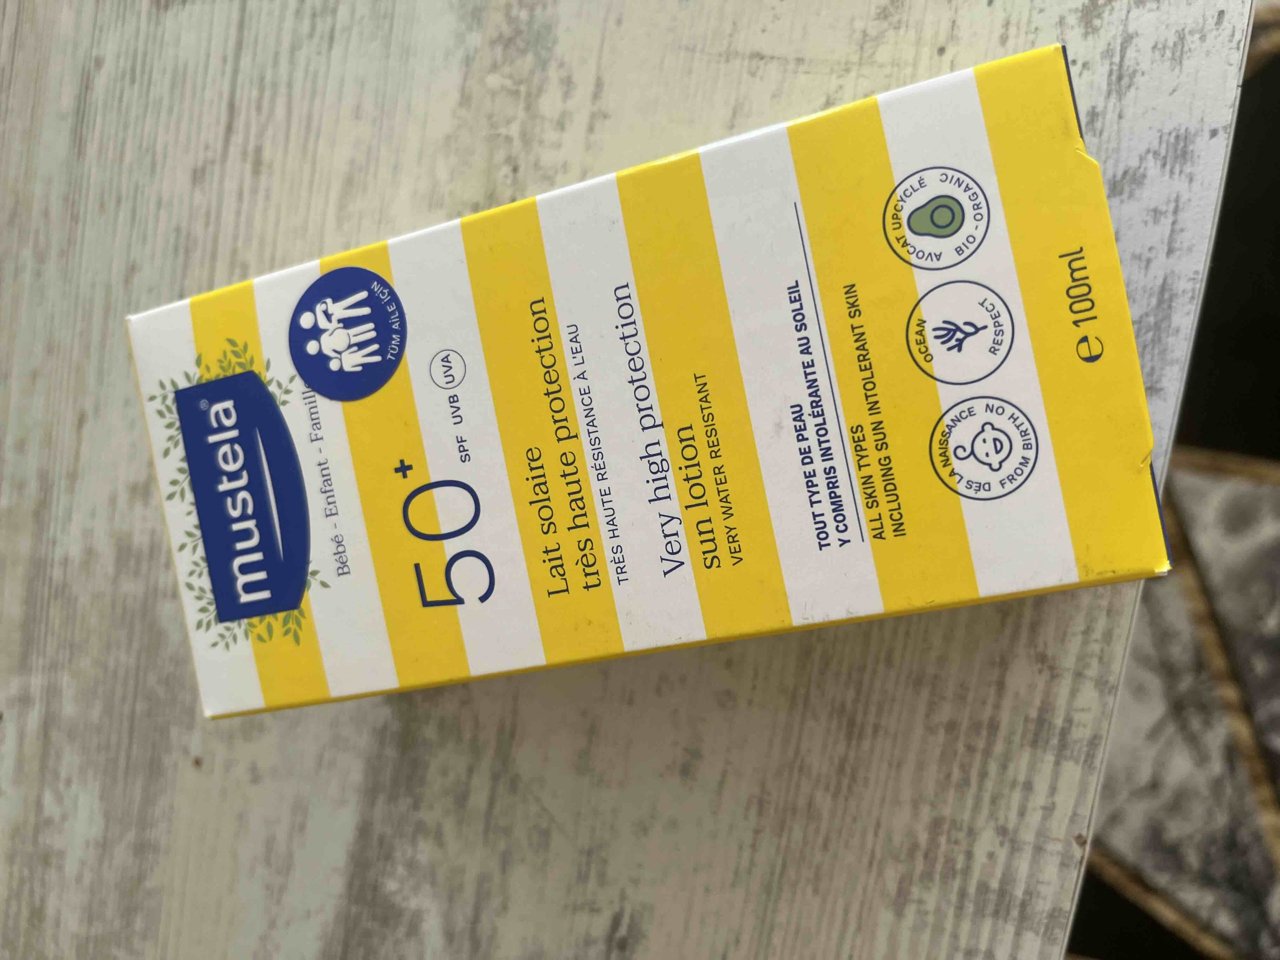 mustela®
Bébé - Enfant - Famill
TÜM AİLE İÇİN
50+
SPF UVB UVA
Lait solaire
très haute protection
TRÈS HAUTE RÉSISTANCE À L'EAU
Very high protection
sun lotion
VERY WATER RESISTANT
TOUT TYPE DE PEAU
Y COMPRIS INTOLÉRANTE AU SOLEIL
ALL SKIN TYPES
INCLUDING SUN INTOLERANT SKIN
DÈS LA NAISSANCE NO
FROM BIRTH
OCEAN
RESPECT
AVOCAT UPCYCLÉ
BIO - ORGANIC
e 100ml